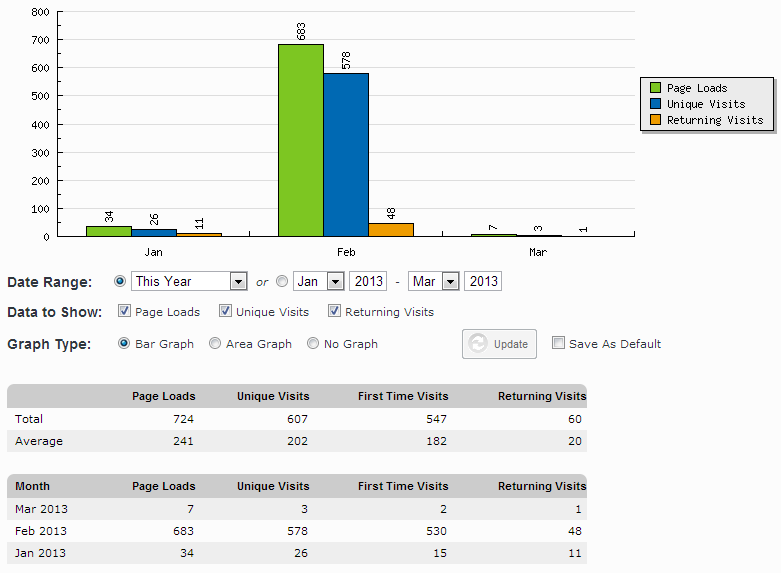 800
700
600
500
400
300
200
100
0
683
578
48
34
26
11
7
3
1
Jan Feb Mar
Page Loads
Unique Visits
Returning Visits
Date Range: This Year or Jan 2013 - Mar 2013
Data to Show: Page Loads Unique Visits Returning Visits
Graph Type: Bar Graph Area Graph No Graph Update Save As Default
Page Loads Unique Visits First Time Visits Returning Visits
Total 724 607 547 60
Average 241 202 182 20
Month Page Loads Unique Visits First Time Visits Returning Visits
Mar 2013 7 3 2 1
Feb 2013 683 578 530 48
Jan 2013 34 26 15 11